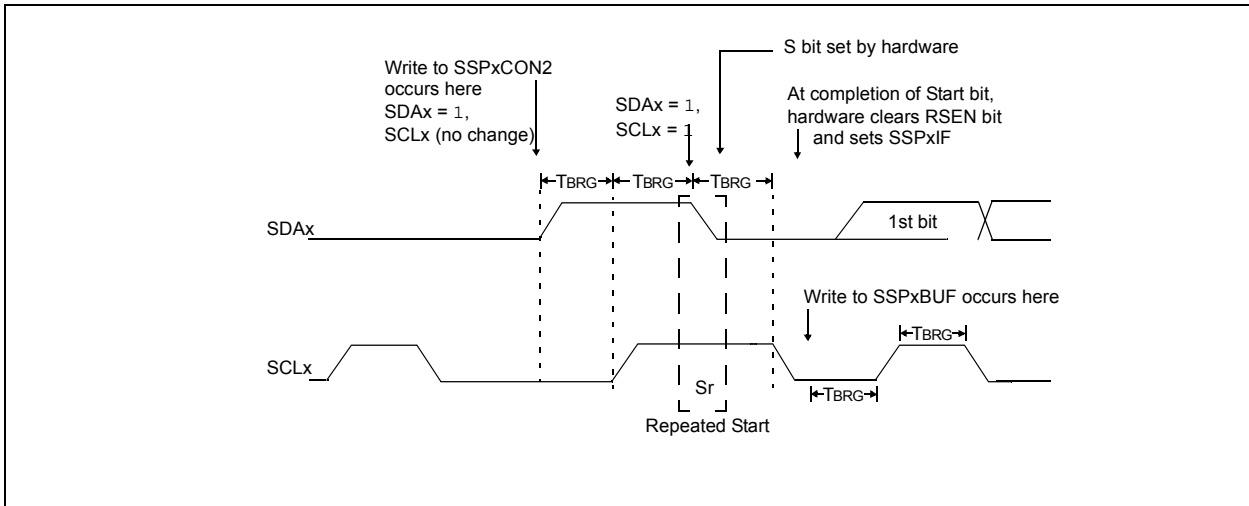 S bit set by hardware
Write to SSPxCON2
occurs here
SDAx = 1,
SCLx (no change)
SDAx = 1,
SCLx = 1
At completion of Start bit,
hardware clears RSEN bit
and sets SSPxIF
TBRG
TBRG
TBRG
SDAx
1st bit
Write to SSPxBUF occurs here
TBRG
SCLx
Sr
TBRG
Repeated Start